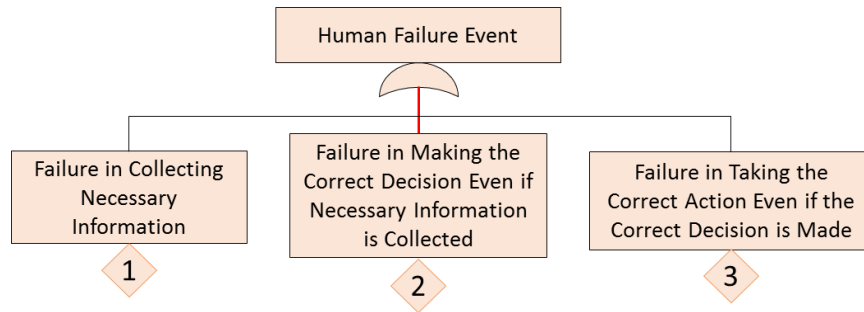 Human Failure Event
Failure in Collecting
Necessary
Information
1
Failure in Making the
Correct Decision Even if
Necessary Information
is Collected
2
Failure in Taking the
Correct Action Even if the
Correct Decision is Made
3